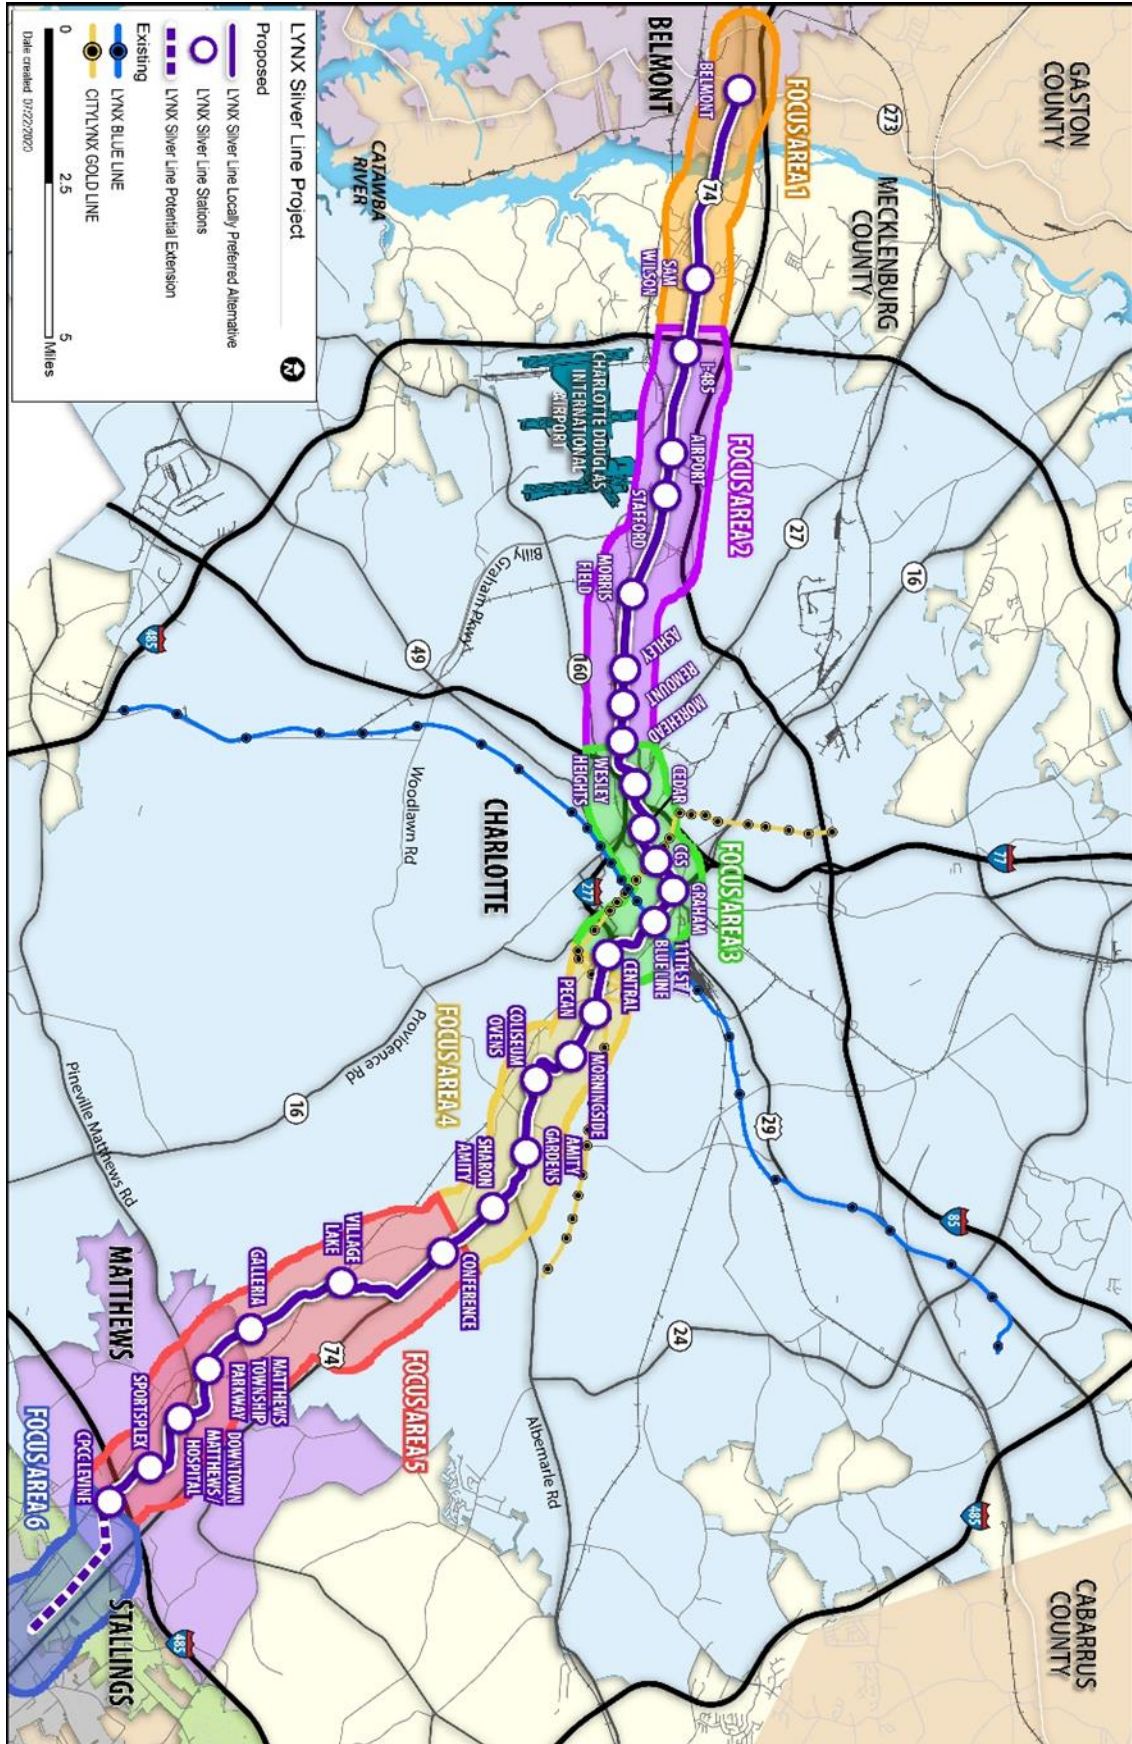 GASTON
COUNTY
273
MECKLENBURG
COUNTY
BELMONT
CATAWBA
RIVER
FOCUS AREA 1
BELMONT
74
SAM
WILSON
FOCUS AREA 2
I-485
AIRPORT
STAFFORD
MORRIS
FIELD
ASHLEY
REMOUNT
MOREHEAD
CHARLOTTE DOUGLAS
INTERNATIONAL
AIRPORT
27
16
Billy Graham Pkwy
160
49
485
Woodlawn Rd
CHARLOTTE
FOCUS AREA 3
WESLEY
HEIGHTS
CEDAR
CGS
GRAHAM
11TH ST/
BLUE LINE
CENTRAL
277
77
FOCUS AREA 4
PECAN
MORNINGSIDE
COLISEUM
OVENS
AMITY
GARDENS
SHARON
AMITY
CONFERENCE
29
85
24
Albemarle Rd
485
Providence Rd
16
Pineville Matthews Rd
FOCUS AREA 5
VILLAGE
LAKE
GALLERIA
74
MATTHEWS
TOWNSHIP
PARKWAY
DOWNTOWN
MATTHEWS/
HOSPITAL
SPORTSPLEX
CPCC LEVINE
MATTHEWS
FOCUS AREA 6
STALLINGS
485
CABARRUS
COUNTY
LYNX Silver Line Project
N
Proposed
LYNX Silver Line Locally Preferred Alternative
LYNX Silver Line Stations
LYNX Silver Line Potential Extension
Existing
LYNX BLUE LINE
CITYLYNX GOLD LINE
0 2.5 5
Miles
Date created: 07/22/2020